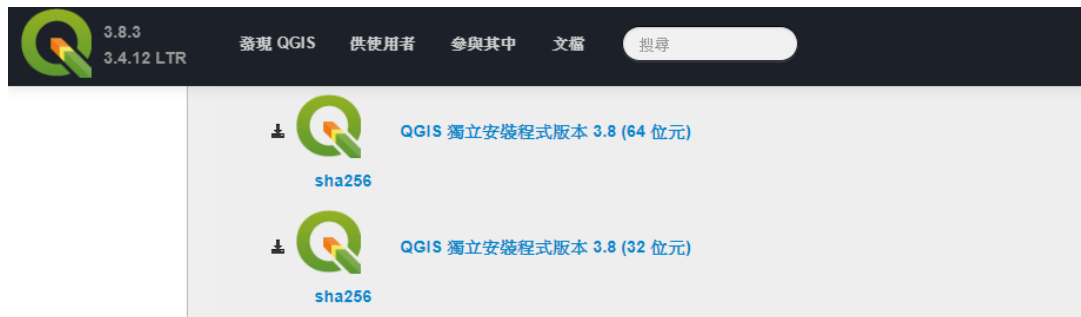 3.8.3
3.4.12 LTR
發現 QGIS 供使用者 參與其中 文檔 搜尋
QGIS 獨立安裝程式版本 3.8 (64 位元)
sha256
QGIS 獨立安裝程式版本 3.8 (32 位元)
sha256